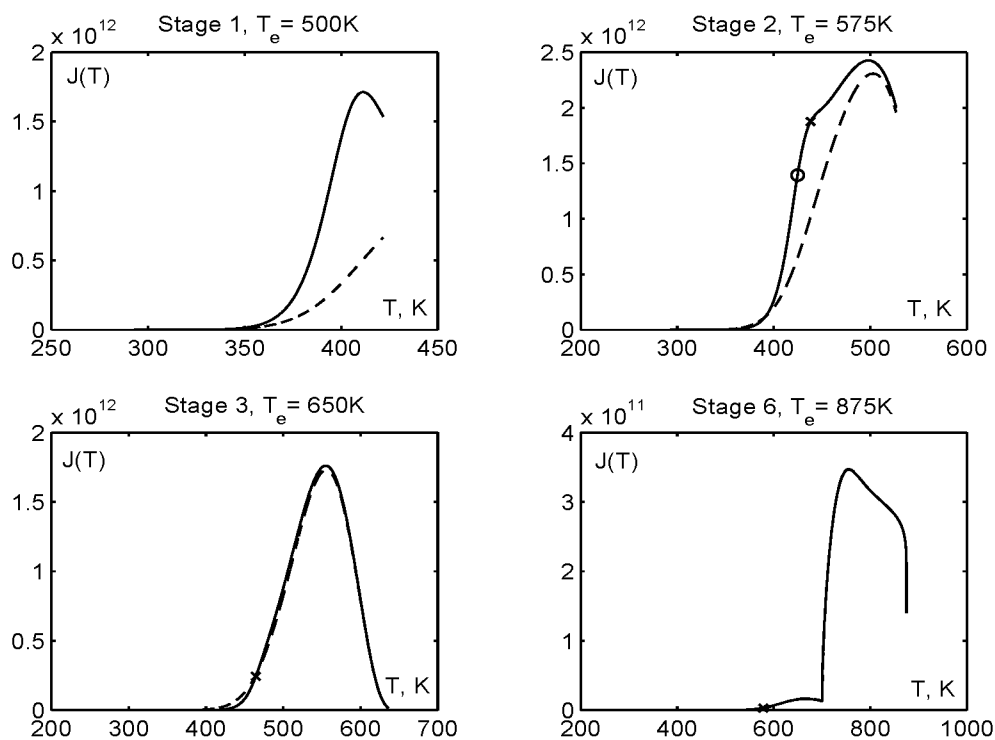 Stage 1, Te= 500K
x 10^12
J(T)
2
1.5
1
0.5
0
T, K
250 300 350 400 450
Stage 2, Te= 575K
x 10^12
J(T)
2.5
2
1.5
1
0.5
0
T, K
200 400 600
Stage 3, Te= 650K
x 10^12
J(T)
2
1.5
1
0.5
0
T, K
200 300 400 500 600 700
Stage 6, Te= 875K
x 10^11
J(T)
4
3
2
1
0
T, K
200 400 600 800 1000